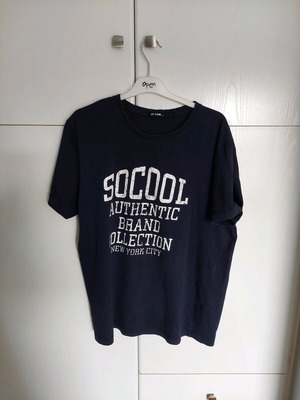 SOCOOL
AUTHENTIC
BRAND
COLLECTION
NEW YORK CITY